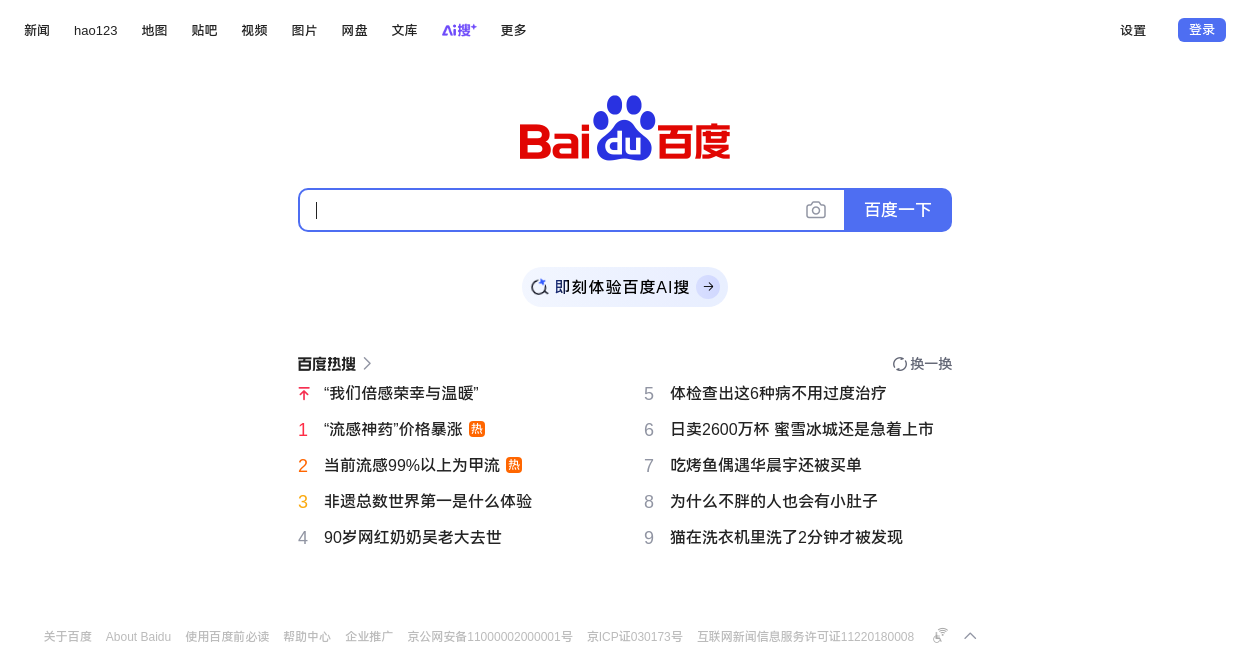 新闻 hao123 地图 贴吧 视频 图片 网盘 文库 Ai搜+ 更多 设置 登录
Bai du 百度
百度一下
即刻体验百度AI搜
百度热搜 换一换
“我们倍感荣幸与温暖”
1 “流感神药”价格暴涨 热
2 当前流感99%以上为甲流 热
3 非遗总数世界第一是什么体验
4 90岁网红奶奶吴老大去世
5 体检查出这6种病不用过度治疗
6 日卖2600万杯 蜜雪冰城还是急着上市
7 吃烤鱼偶遇华晨宇还被买单
8 为什么不胖的人也会有小肚子
9 猫在洗衣机里洗了2分钟才被发现
关于百度 About Baidu 使用百度前必读 帮助中心 企业推广 京公网安备11000002000001号 京ICP证030173号 互联网新闻信息服务许可证11220180008